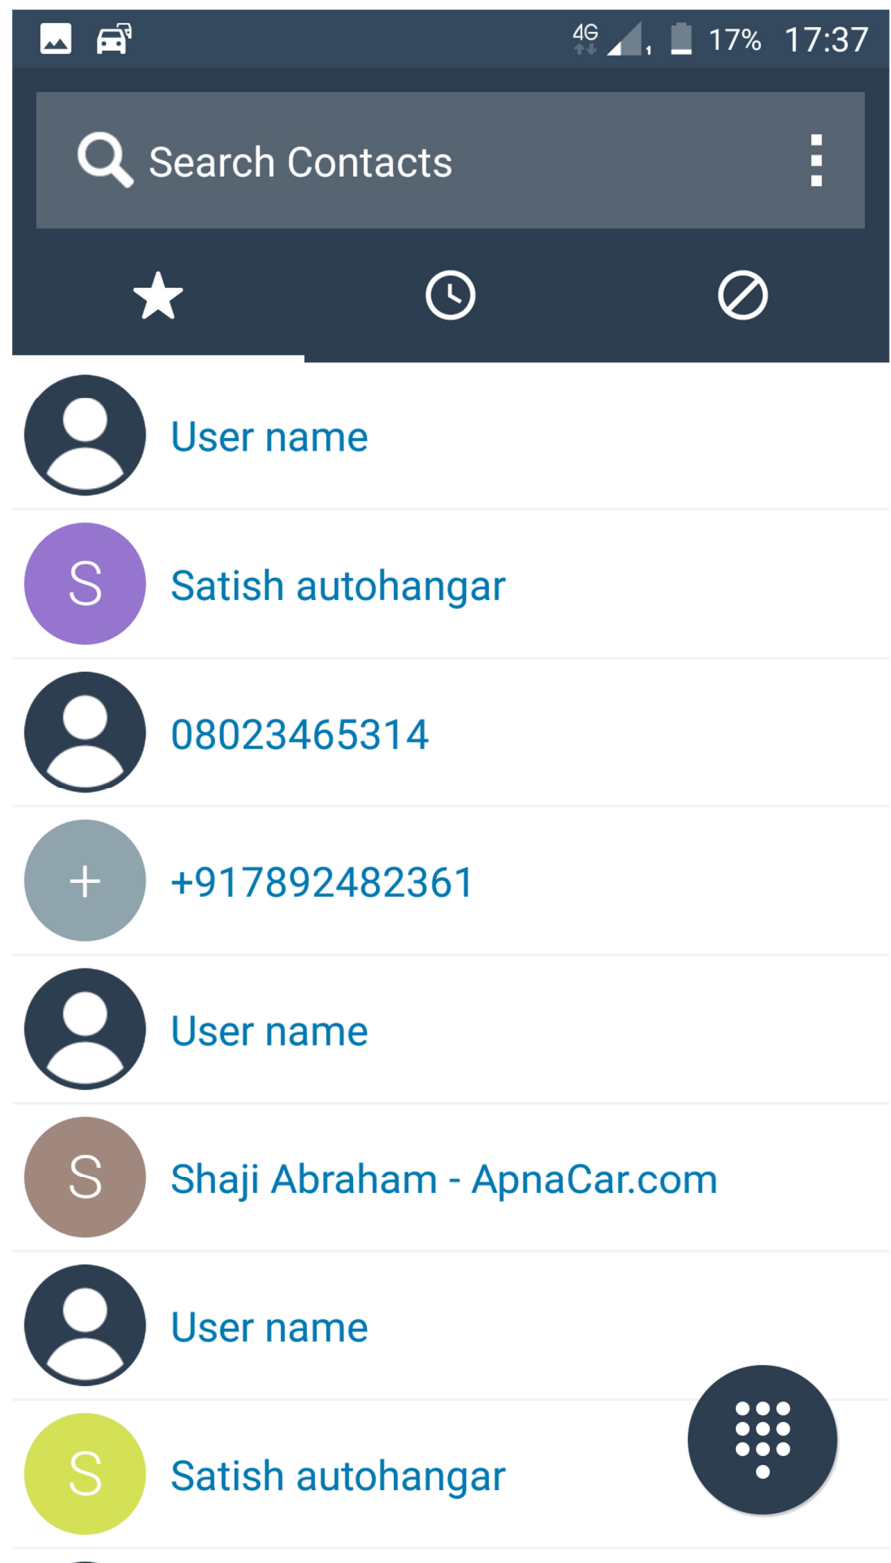 4G 1 17% 17:37
Search Contacts
User name
S Satish autohangar
08023465314
+ +917892482361
User name
S Shaji Abraham - ApnaCar.com
User name
S Satish autohangar